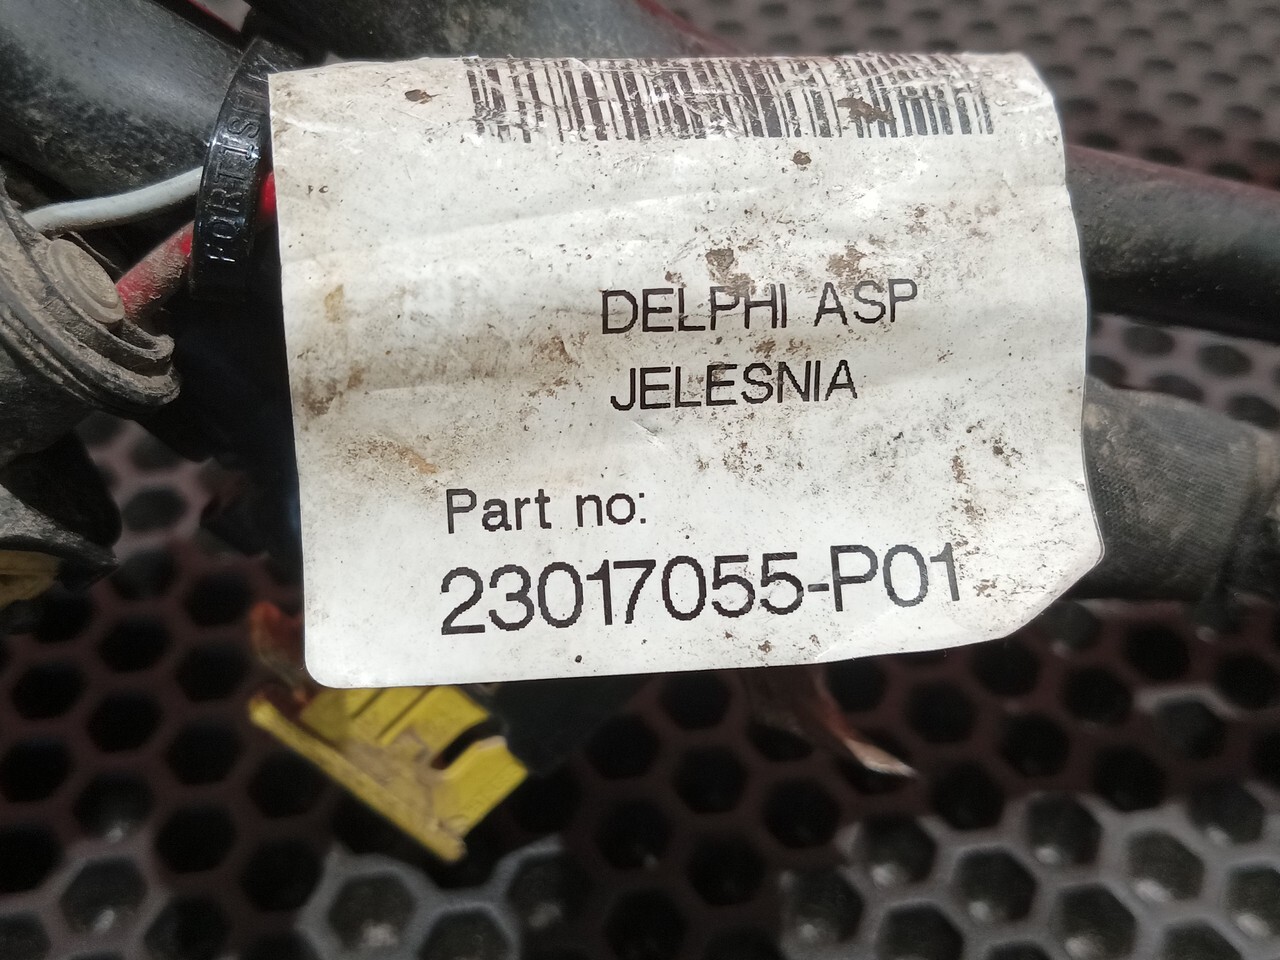 DELPHI ASP
JELESNIA
Part no:
23017055-P01